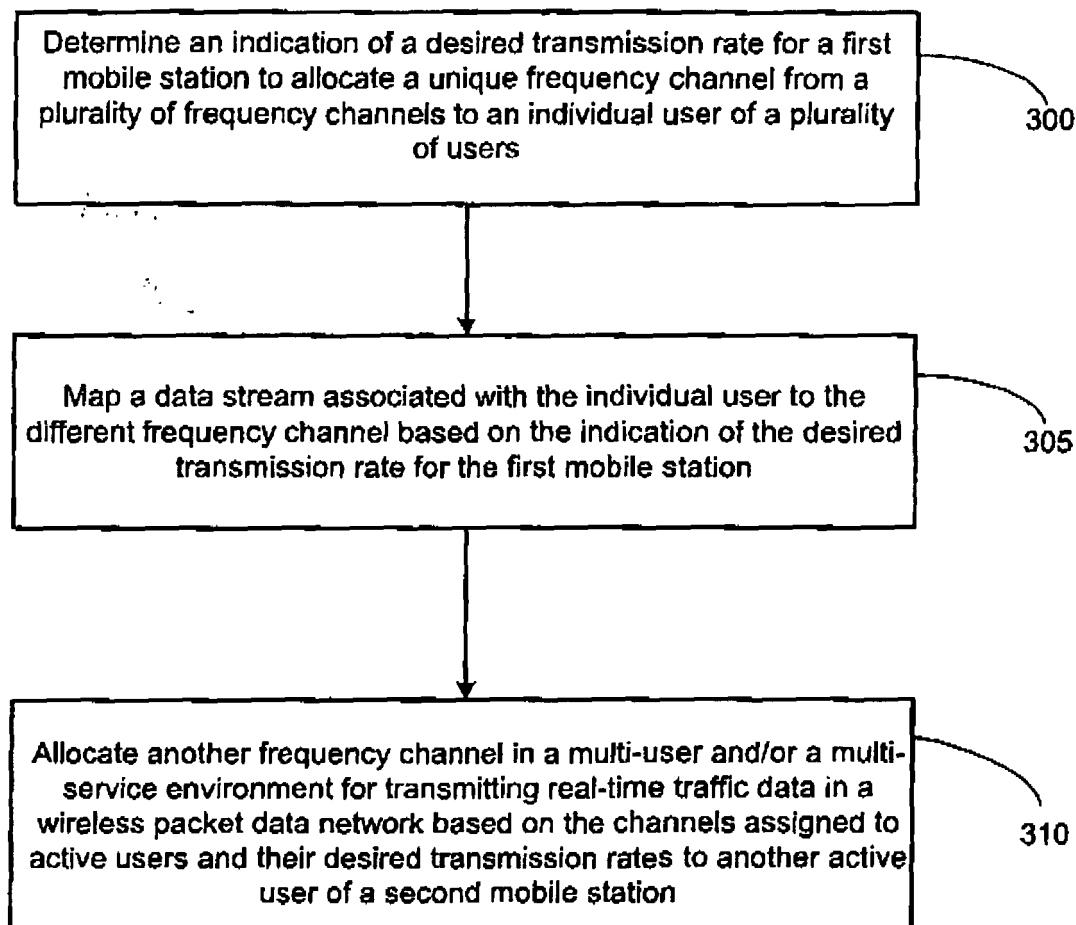 Determine an indication of a desired transmission rate for a first
mobile station to allocate a unique frequency channel from a
plurality of frequency channels to an individual user of a plurality
of users
300
Map a data stream associated with the individual user to the
different frequency channel based on the indication of the desired
transmission rate for the first mobile station
305
Allocate another frequency channel in a multi-user and/or a multi-
service environment for transmitting real-time traffic data in a
wireless packet data network based on the channels assigned to
active users and their desired transmission rates to another active
user of a second mobile station
310